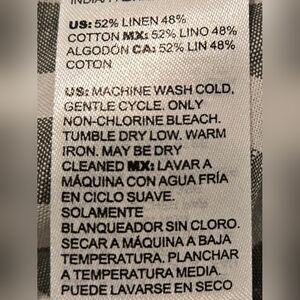 US: 52% LINEN 48%
COTTON MX: 52% LINO 48%
ALGODÓN CA: 52% LIN 48%
COTON
US: MACHINE WASH COLD,
GENTLE CYCLE. ONLY
NON-CHLORINE BLEACH.
TUMBLE DRY LOW. WARM
IRON. MAY BE DRY
CLEANED MX: LAVAR A
MÁQUINA CON AGUA FRÍA
EN CICLO SUAVE.
SOLAMENTE
BLANQUEADOR SIN CLORO.
SECAR A MÁQUINA A BAJA
TEMPERATURA. PLANCHAR
A TEMPERATURA MEDIA.
PUEDE LAVARSE EN SECO